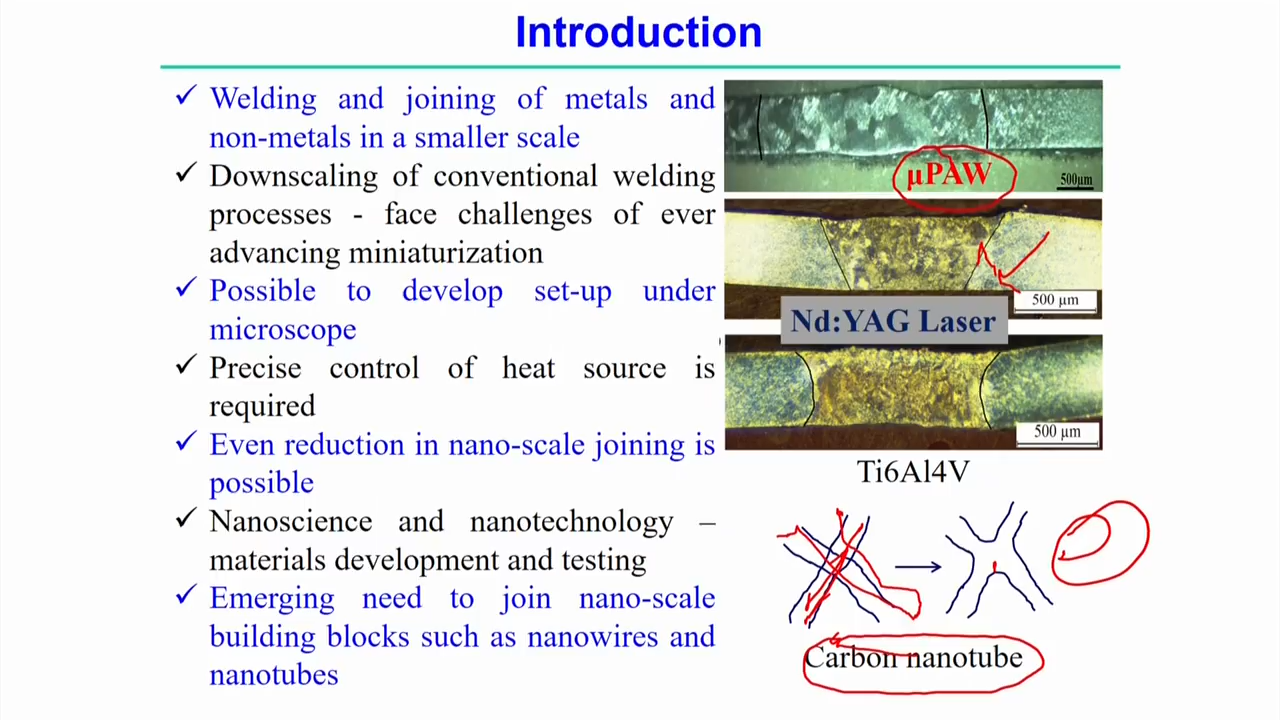 Introduction
✓ Welding and joining of metals and
non-metals in a smaller scale
✓ Downscaling of conventional welding
processes - face challenges of ever
advancing miniaturization
✓ Possible to develop set-up under
microscope
✓ Precise control of heat source is
required
✓ Even reduction in nano-scale joining is
possible
✓ Nanoscience and nanotechnology –
materials development and testing
✓ Emerging need to join nano-scale
building blocks such as nanowires and
nanotubes
μPAW
500μm
500 μm
Nd:YAG Laser
500 μm
Ti6Al4V
Carbon nanotube